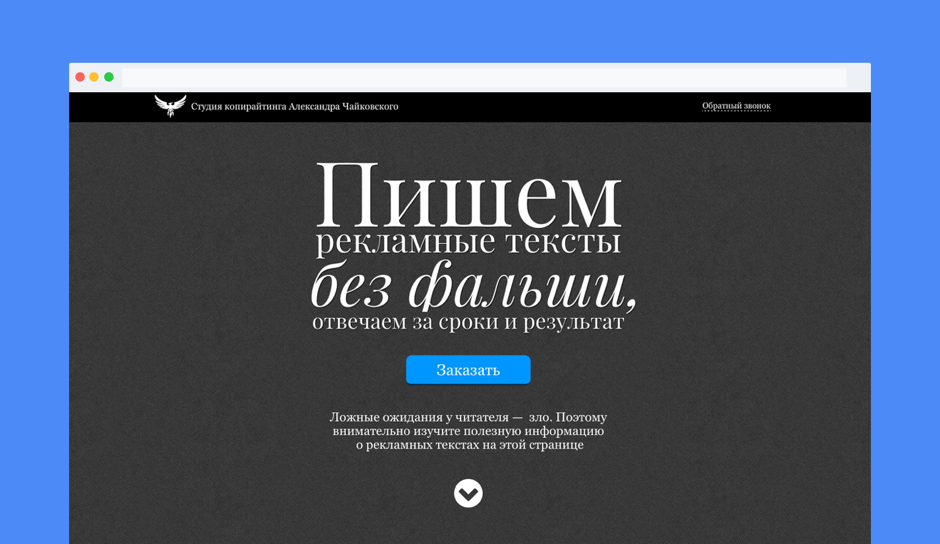 Студия копирайтинга Александра Чайковского
Обратный звонок
Пишем
рекламные тексты
без фальши,
отвечаем за сроки и результат
Заказать
Ложные ожидания у читателя — зло. Поэтому
внимательно изучите полезную информацию
о рекламных текстах на этой странице